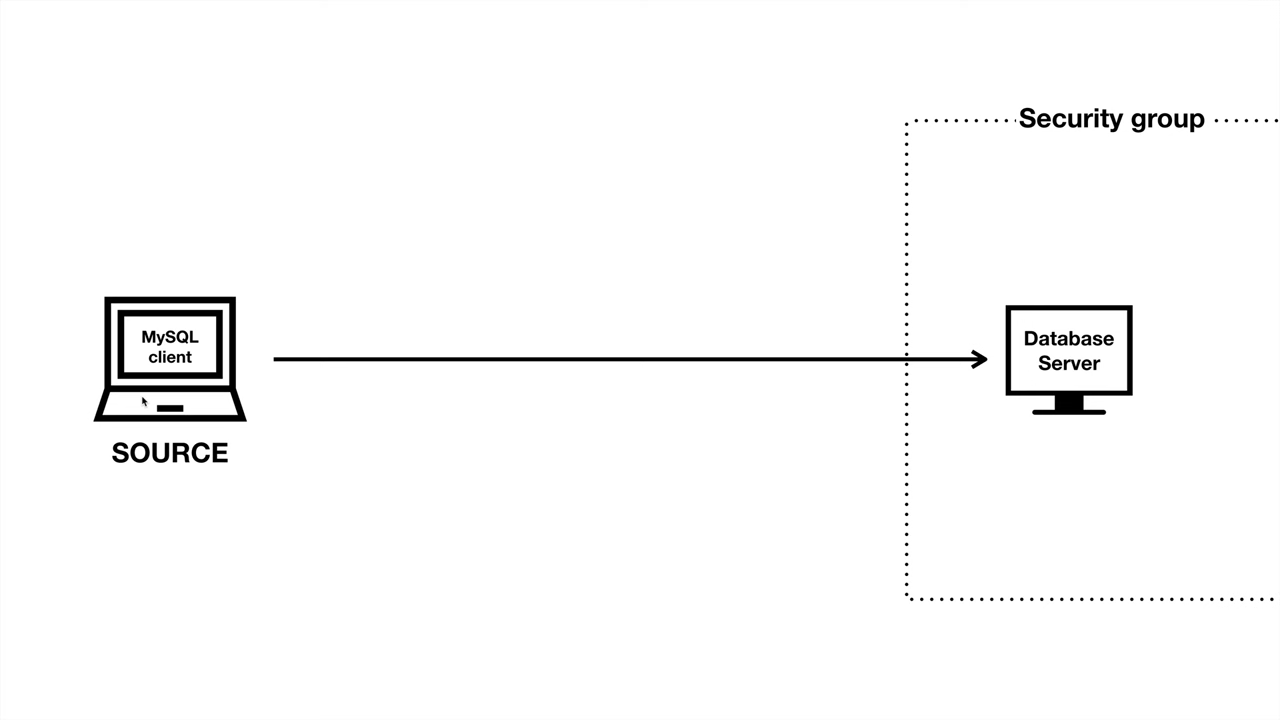 Security group
MySQL
client
Database
Server
SOURCE